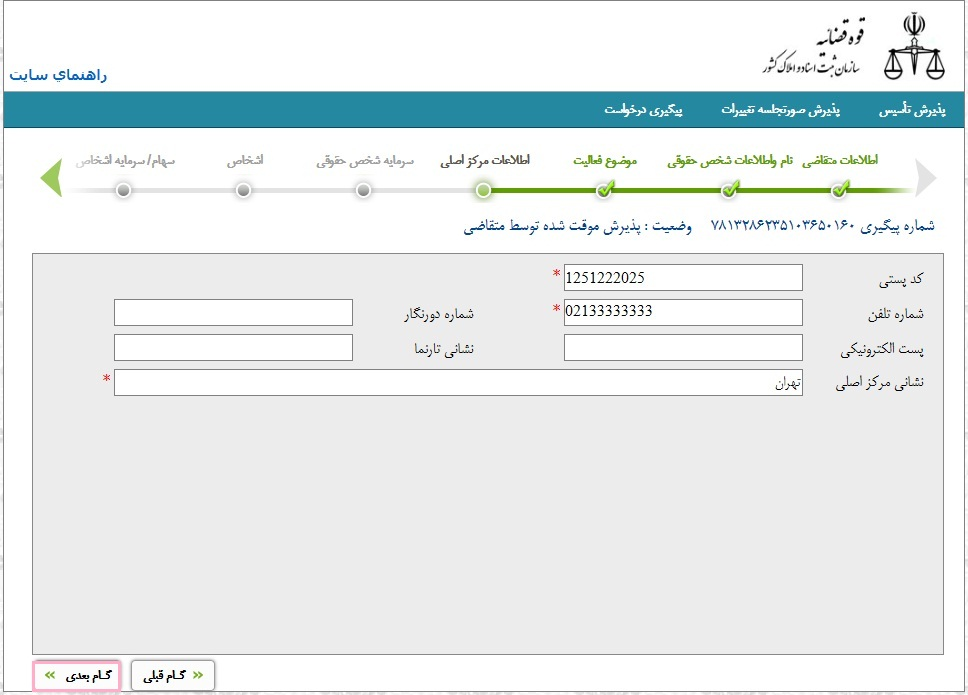 قوه قضائیه
سازمان ثبت اسناد و املاک کشور
راهنمای سایت
پذیرش تأسیس پذیرش صورتجلسه تغییرات پیگیری درخواست
اطلاعات متقاضی نام واطلاعات شخص حقوقی موضوع فعالیت اطلاعات مرکز اصلی سرمایه شخص حقوقی اشخاص سهام/ سرمایه اشخاص
شماره پیگیری ۷۸۱۳۲۸۶۲۳۵۱۰۳۶۵۰۱۶۰ وضعیت : پذیرش موقت شده توسط متقاضی
کد پستی 1251222025 *
شماره تلفن 02133333333 * شماره دورنگار
پست الکترونیکی نشانی تارنما
نشانی مرکز اصلی تهران *
» گام قبلی گام بعدی «